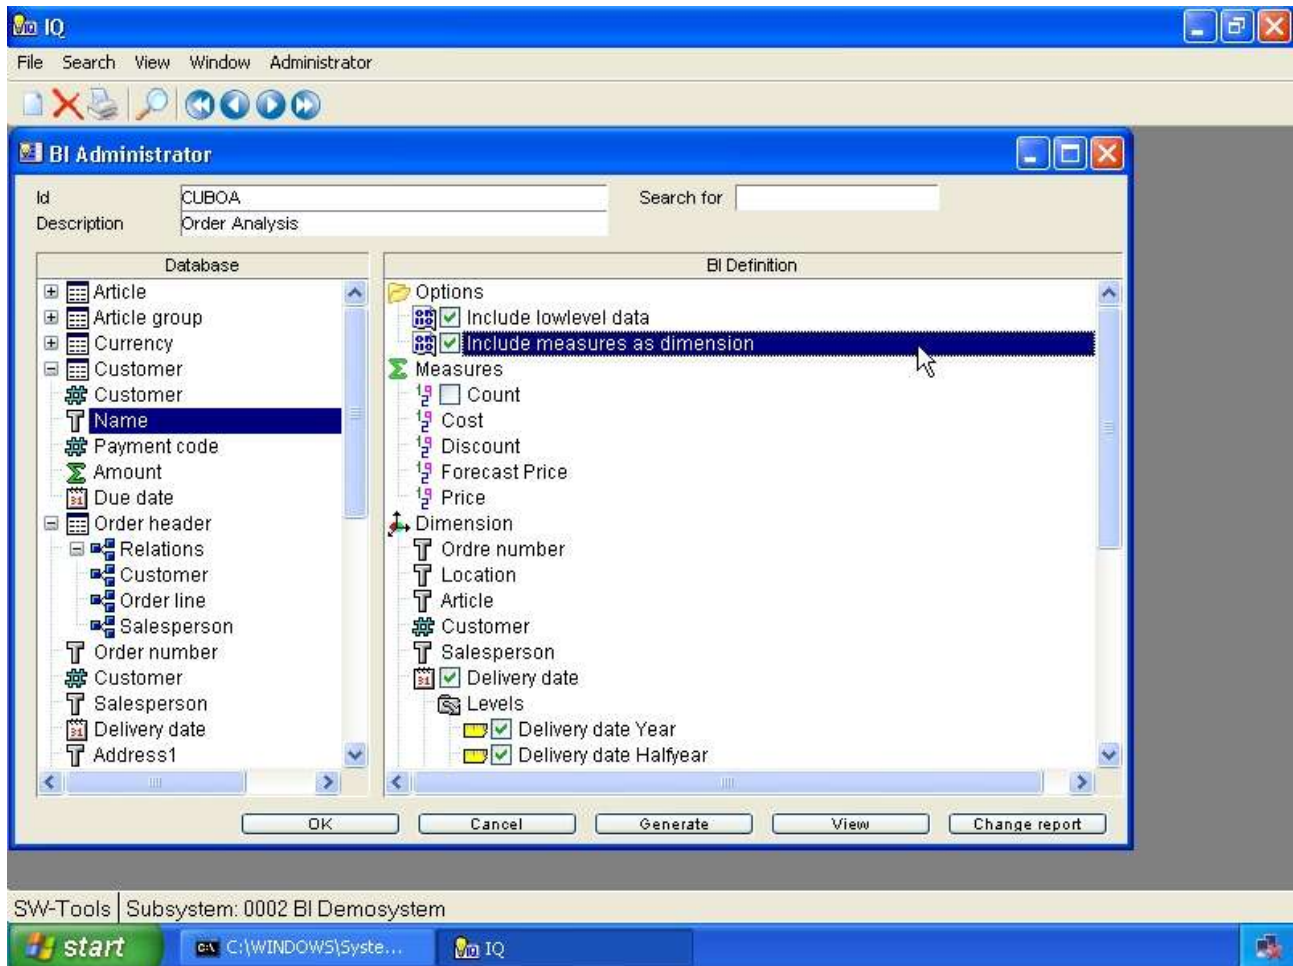 IQ
File Search View Window Administrator
BI Administrator
Id CUBOA Search for
Description Order Analysis
Database
Article
Article group
Currency
Customer
Customer
Name
Payment code
Amount
Due date
Order header
Relations
Customer
Order line
Salesperson
Order number
Customer
Salesperson
Delivery date
Address1
BI Definition
Options
Include lowlevel data
Include measures as dimension
Measures
Count
Cost
Discount
Forecast Price
Price
Dimension
Ordre number
Location
Article
Customer
Salesperson
Delivery date
Levels
Delivery date Year
Delivery date Halfyear
OK Cancel Generate View Change report
SW-Tools Subsystem: 0002 BI Demosystem
start C:\WINDOWS\Syste... IQ